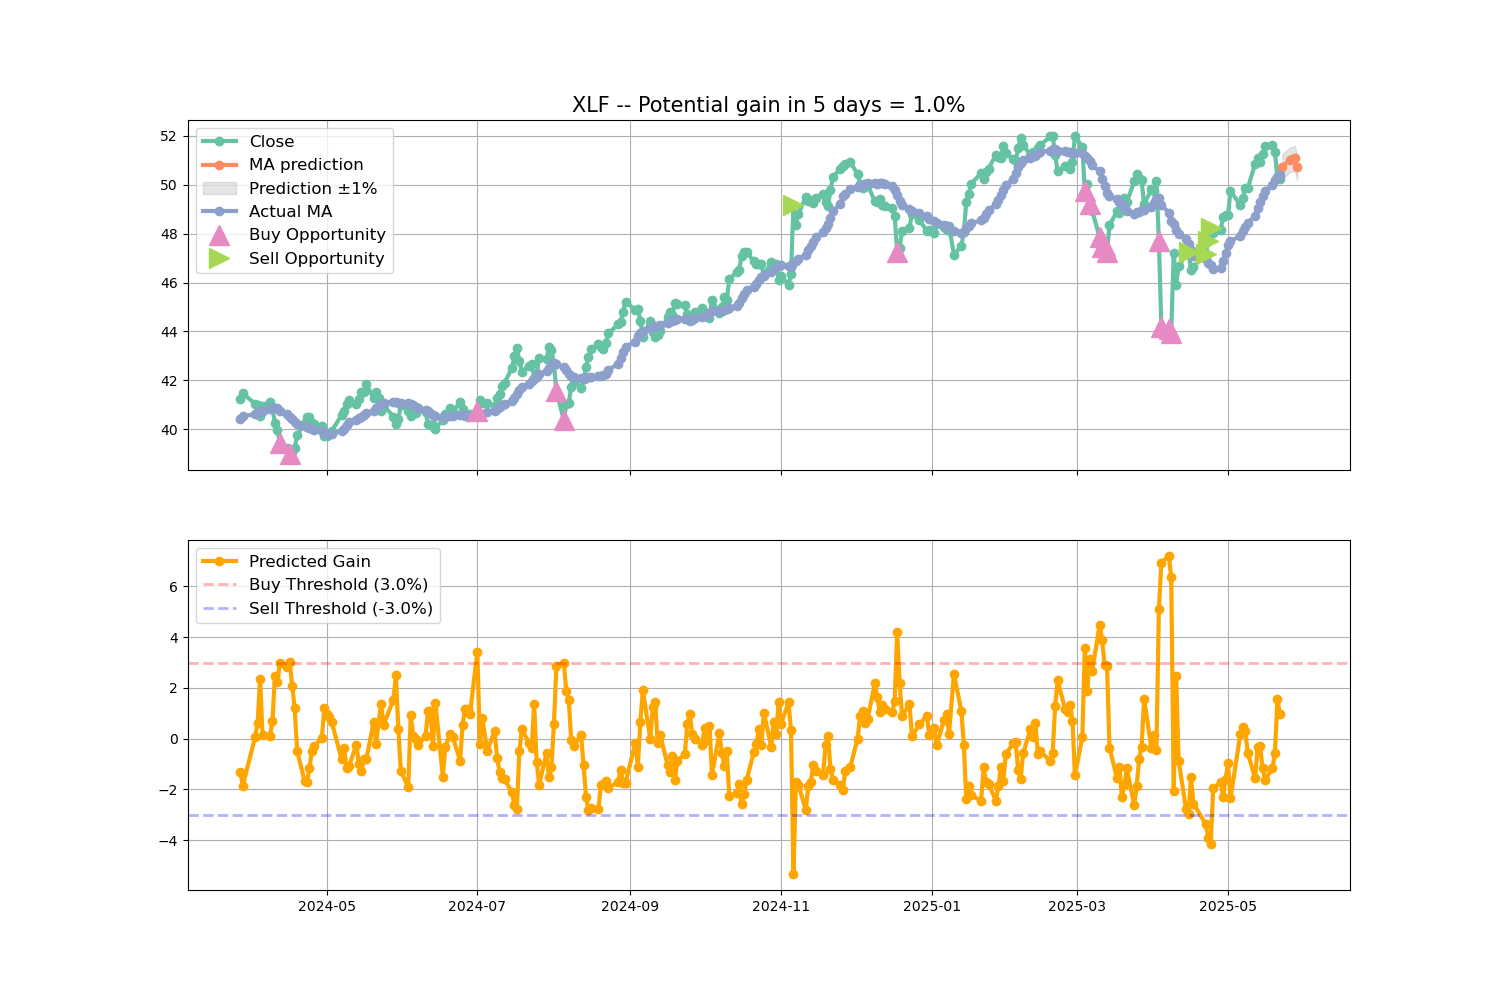 XLF -- Potential gain in 5 days = 1.0%
Close
MA prediction
Prediction ±1%
Actual MA
Buy Opportunity
Sell Opportunity
52
50
48
46
44
42
40
Predicted Gain
Buy Threshold (3.0%)
Sell Threshold (-3.0%)
6
4
2
0
−2
−4
2024-05 2024-07 2024-09 2024-11 2025-01 2025-03 2025-05